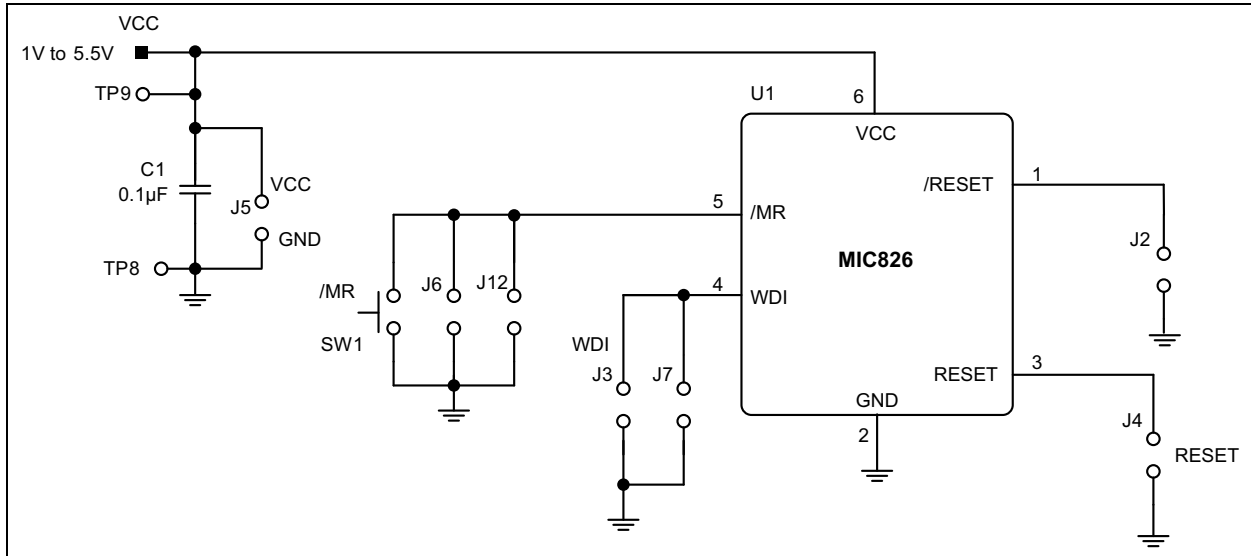 VCC
1V to 5.5V
TP9
C1
0.1µF
VCC
J5
GND
TP8
/MR
SW1
J6
J12
WDI
J3
J7
U1
6
VCC
5
/MR
4
WDI
MIC826
/RESET
1
RESET
3
GND
2
J2
J4
RESET